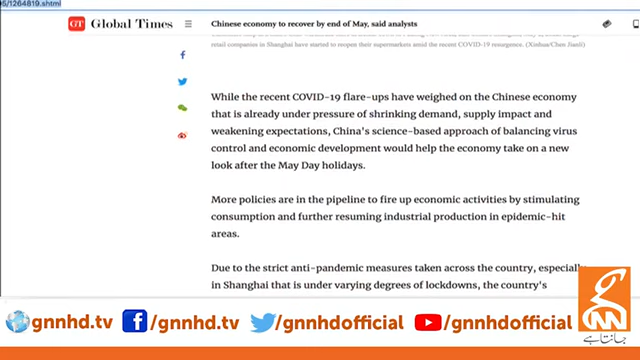 05/1264819.shtml
GT Global Times
Chinese economy to recover by end of May, said analysts
retail companies in Shanghai have started to reopen their supermarkets amid the recent COVID-19 resurgence. (Xinhua/Chen Jianli)
While the recent COVID-19 flare-ups have weighed on the Chinese economy
that is already under pressure of shrinking demand, supply impact and
weakening expectations, China's science-based approach of balancing virus
control and economic development would help the economy take on a new
look after the May Day holidays.
More policies are in the pipeline to fire up economic activities by stimulating
consumption and further resuming industrial production in epidemic-hit
areas.
Due to the strict anti-pandemic measures taken across the country, especially
in Shanghai that is under varying degrees of lockdowns, the country's
gnnhd.tv /gnnhd.tv /gnnhdofficial /gnnhdofficial
GNN
جانتا ہے